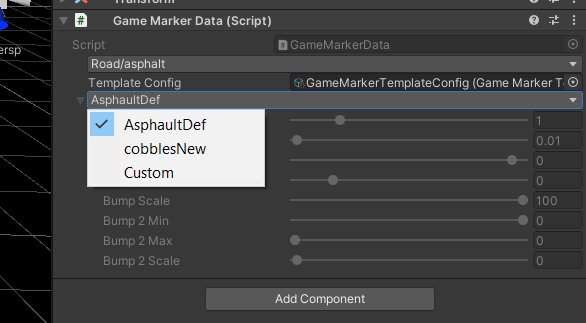 Transform
Game Marker Data (Script)
ersp
Script
GameMarkerData
Road/asphalt
Template Config
GameMarkerTemplateConfig (Game Marker T
AsphaultDef
AsphaultDef
1
0.01
cobblesNew
0
Custom
0
Bump Scale
100
Bump 2 Min
0
Bump 2 Max
0
Bump 2 Scale
0
Add Component